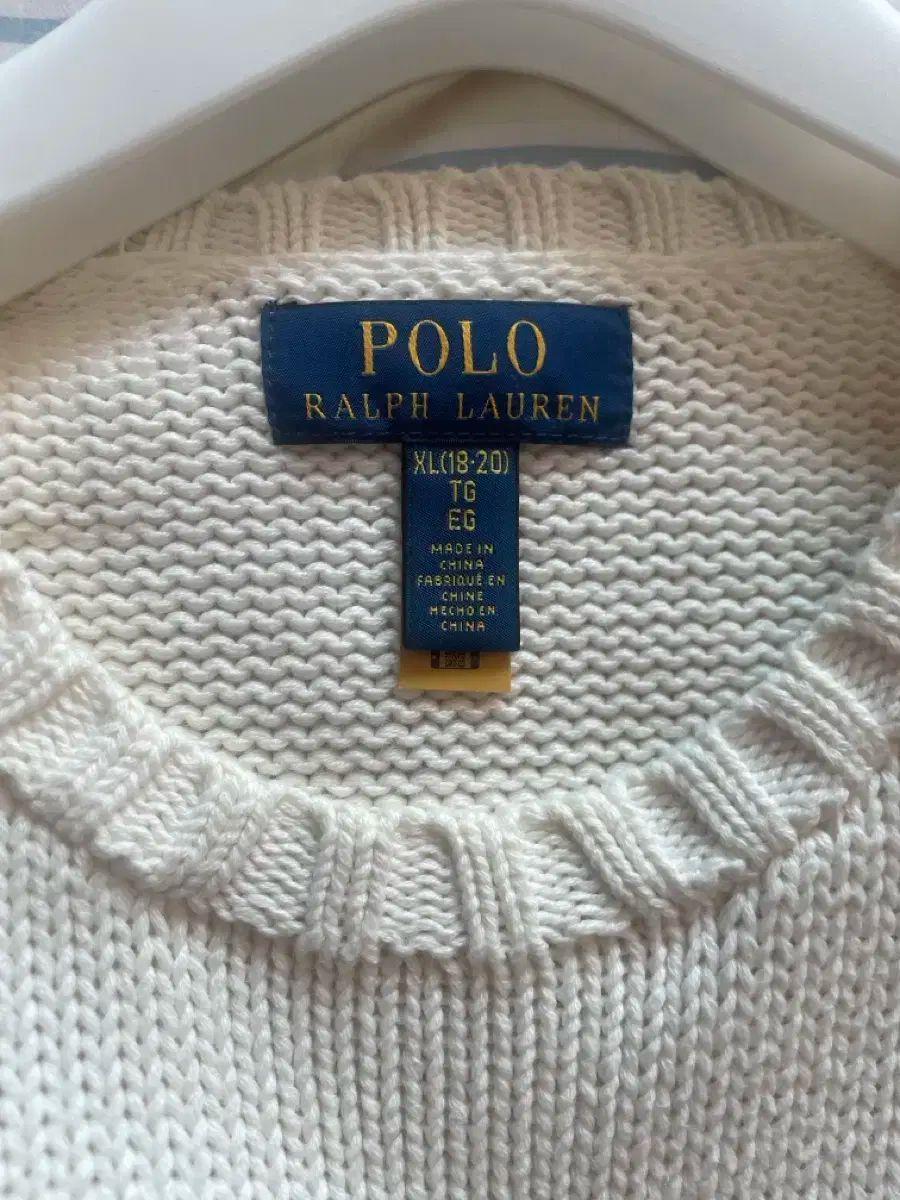 POLO
RALPH LAUREN
XL(18-20)
TG
EG
MADE IN
CHINA
FABRIQUÉ EN
CHINE
HECHO EN
CHINA